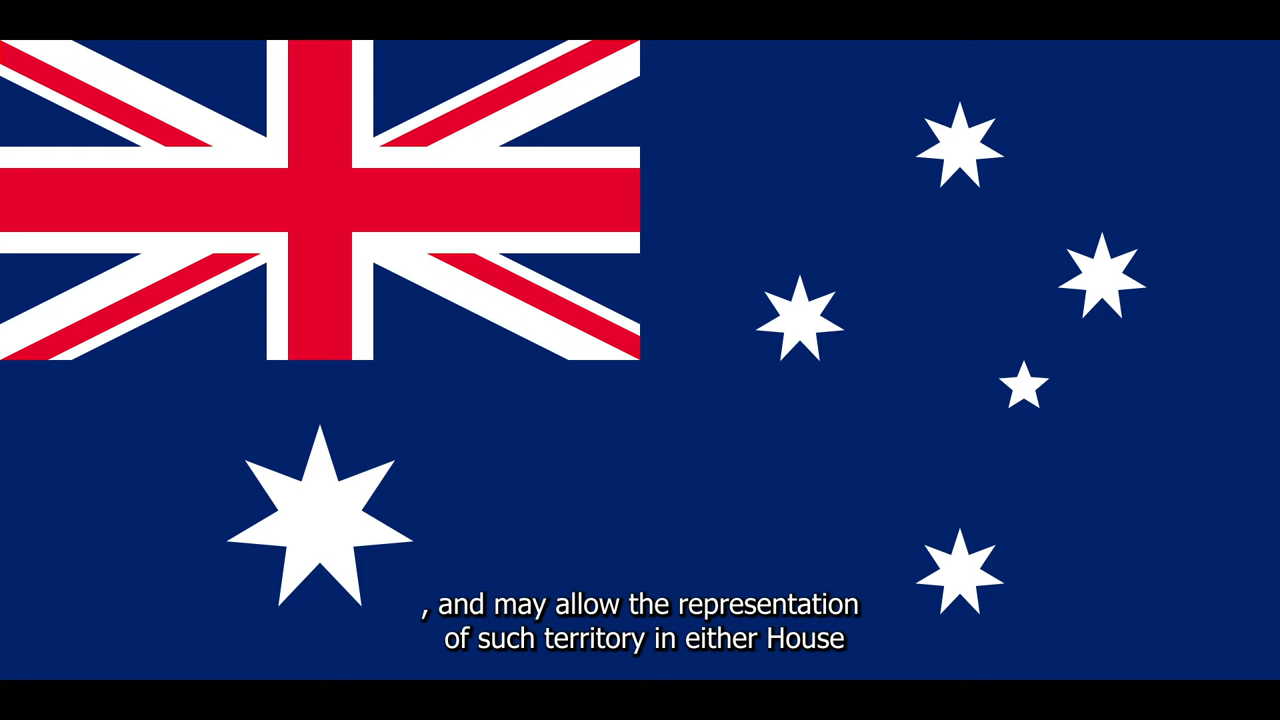 , and may allow the representation
of such territory in either House